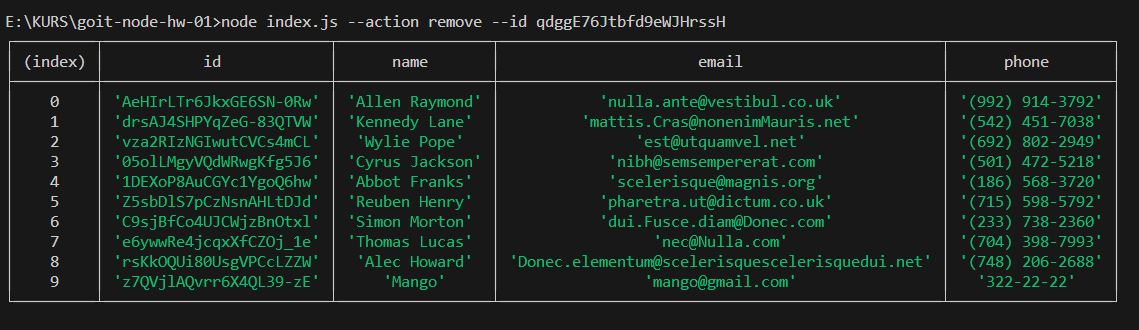 E:\KURS\goit-node-hw-01>node index.js --action remove --id qdggE76Jtbfd9eWJHrssH
(index) id name email phone
0 'AeHIrLTr6JkxGE6SN-0Rw' 'Allen Raymond' 'nulla.ante@vestibul.co.uk' '(992) 914-3792'
1 'drsAJ4SHPYqZeG-83QTVW' 'Kennedy Lane' 'mattis.Cras@nonenimMauris.net' '(542) 451-7038'
2 'vza2RIzNGIwutCVCs4mCL' 'Wylie Pope' 'est@utquamvel.net' '(692) 802-2949'
3 '05olLMgyVQdWRwgKfg5J6' 'Cyrus Jackson' 'nibh@semsempererat.com' '(501) 472-5218'
4 '1DEXoP8AuCGYc1YgoQ6hw' 'Abbot Franks' 'scelerisque@magnis.org' '(186) 568-3720'
5 'Z5sbDlS7pCzNsnAHLtDJd' 'Reuben Henry' 'pharetra.ut@dictum.co.uk' '(715) 598-5792'
6 'C9sjBfCo4UJCWjzBnOtxl' 'Simon Morton' 'dui.Fusce.diam@Donec.com' '(233) 738-2360'
7 'e6ywwRe4jcqxXfCZOj_1e' 'Thomas Lucas' 'nec@Nulla.com' '(704) 398-7993'
8 'rsKkOQUi80UsgVPCcLZZW' 'Alec Howard' 'Donec.elementum@scelerisquescelerisquedui.net' '(748) 206-2688'
9 'z7QVjlAQvrr6X4QL39-zE' 'Mango' 'mango@gmail.com' '322-22-22'